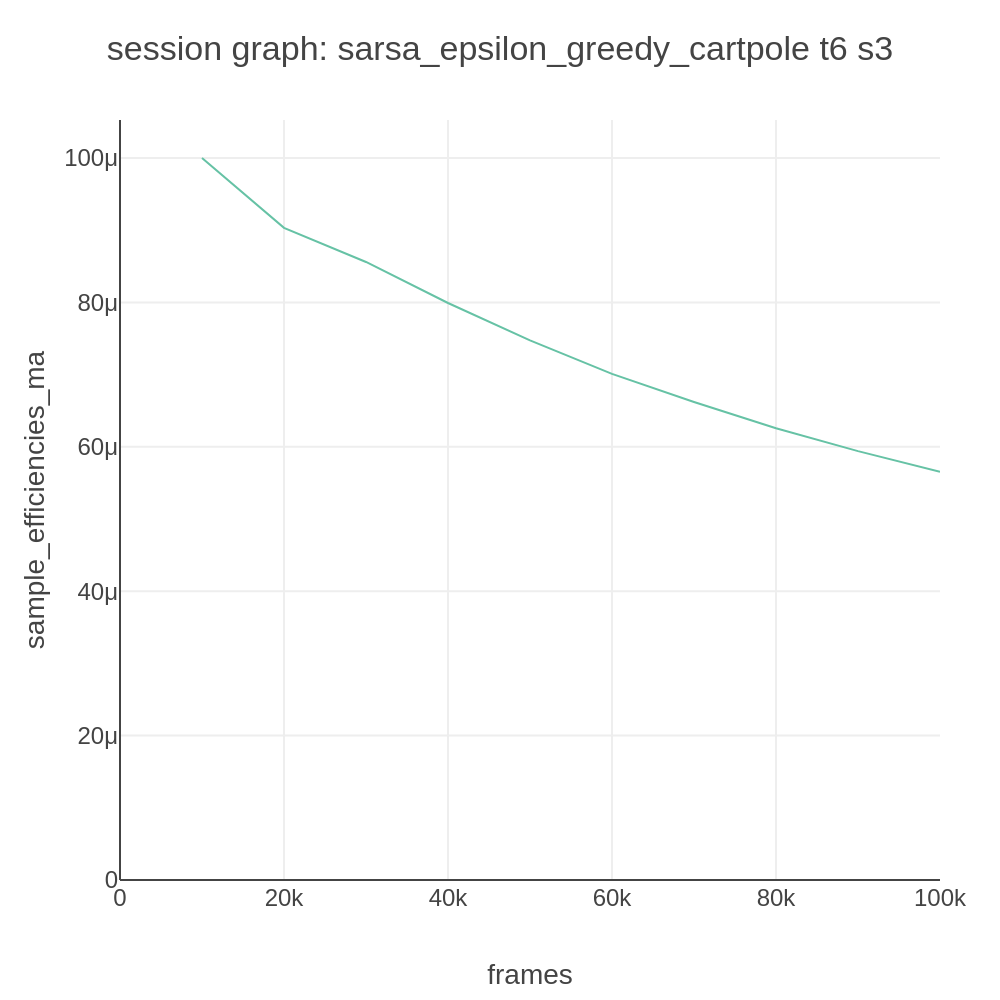 session graph: sarsa_epsilon_greedy_cartpole t6 s3
100μ
80μ
60μ
40μ
20μ
0
sample_efficiencies_ma
0 20k 40k 60k 80k 100k
frames